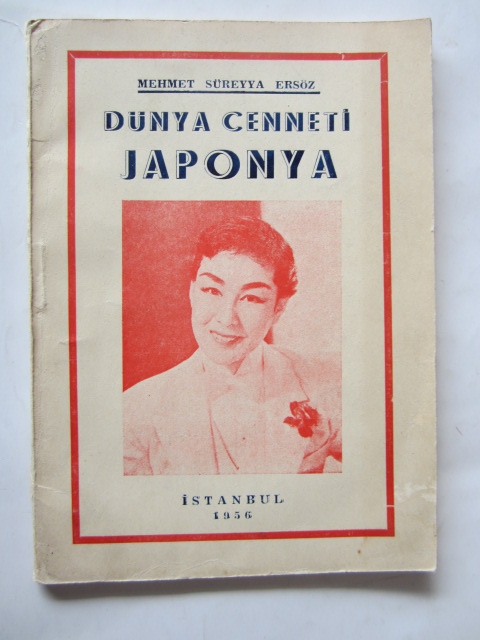 MEHMET SÜREYYA ERSÖZ
DÜNYA CENNETİ
JAPONYA
İSTANBUL
1956